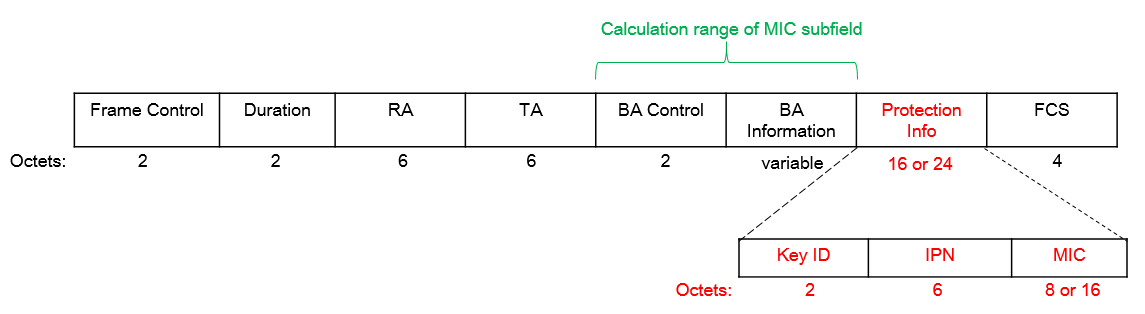 Calculation range of MIC subfield
Frame Control Duration RA TA BA Control BA Information Protection Info FCS
Octets: 2 2 6 6 2 variable 16 or 24 4
Key ID IPN MIC
Octets: 2 6 8 or 16